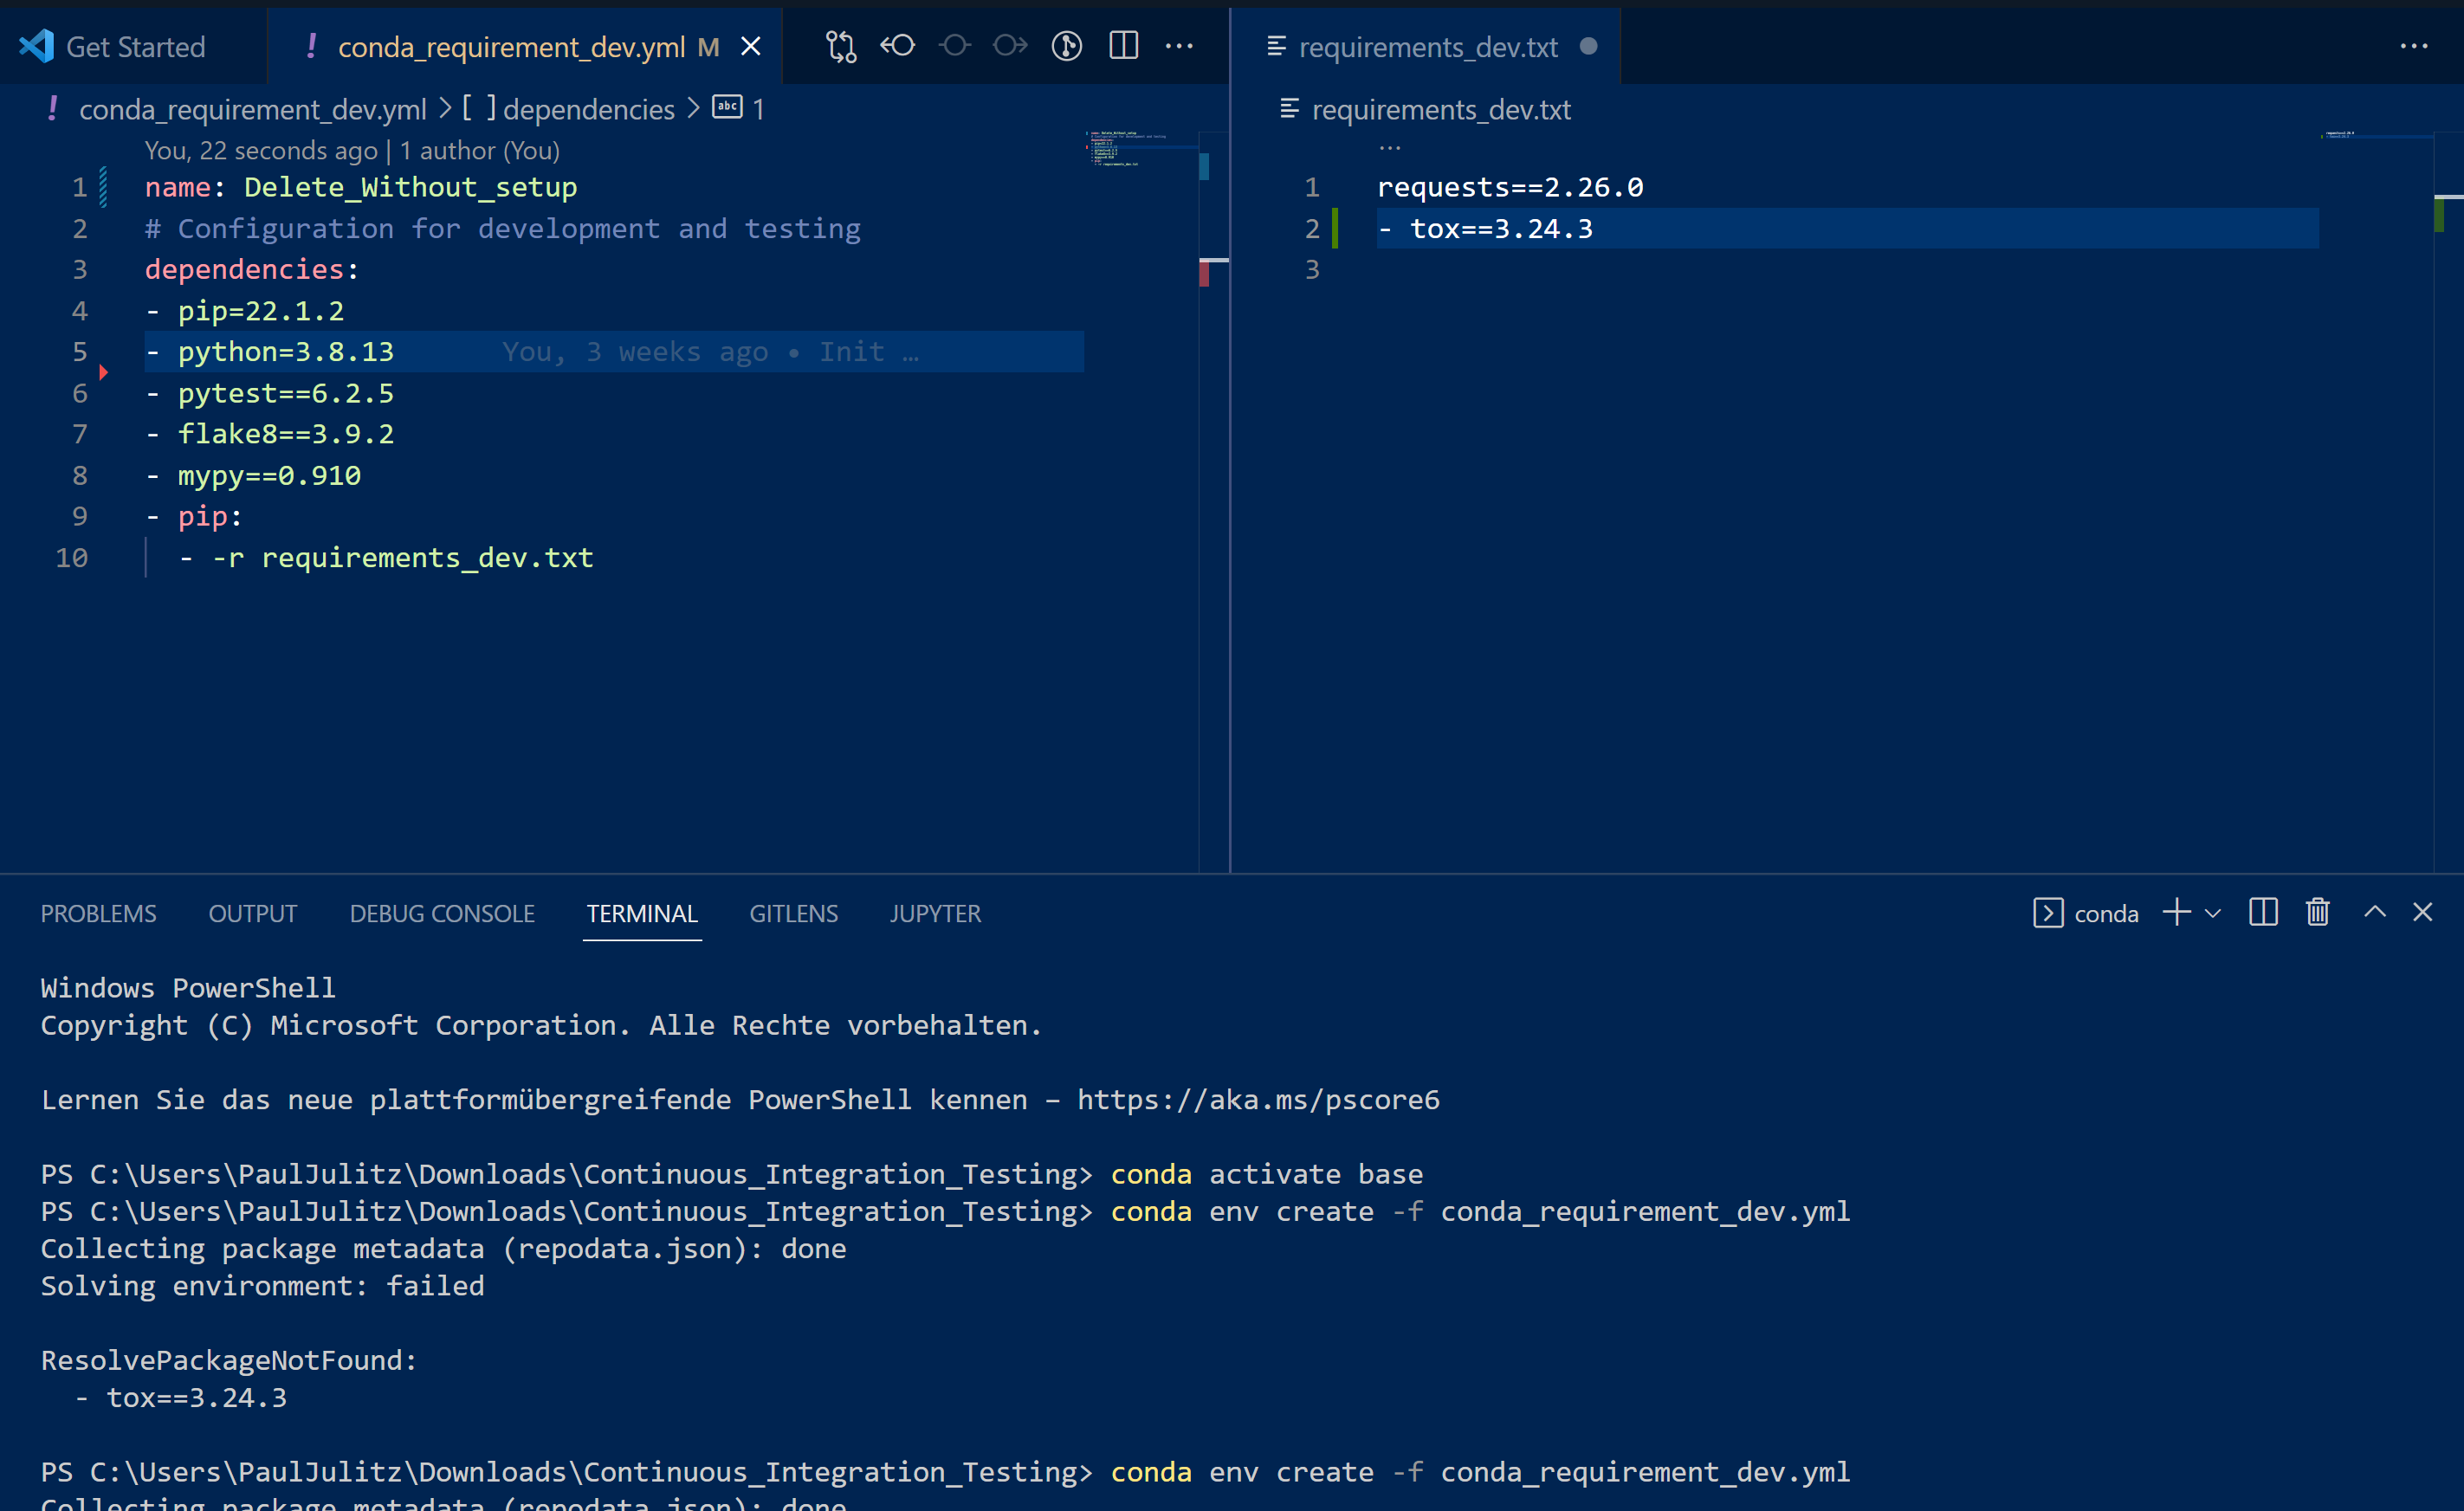 Get Started
! conda_requirement_dev.yml M
requirements_dev.txt
! conda_requirement_dev.yml > [ ] dependencies > abc 1
requirements_dev.txt
You, 22 seconds ago | 1 author (You)
...
1 name: Delete_Without_setup
2 # Configuration for development and testing
3 dependencies:
4 - pip=22.1.2
5 - python=3.8.13 You, 3 weeks ago • Init …
6 - pytest==6.2.5
7 - flake8==3.9.2
8 - mypy==0.910
9 - pip:
10 - -r requirements_dev.txt
1 requests==2.26.0
2 - tox==3.24.3
3
PROBLEMS OUTPUT DEBUG CONSOLE TERMINAL GITLENS JUPYTER
conda
Windows PowerShell
Copyright (C) Microsoft Corporation. Alle Rechte vorbehalten.
Lernen Sie das neue plattformübergreifende PowerShell kennen – https://aka.ms/pscore6
PS C:\Users\PaulJulitz\Downloads\Continuous_Integration_Testing> conda activate base
PS C:\Users\PaulJulitz\Downloads\Continuous_Integration_Testing> conda env create -f conda_requirement_dev.yml
Collecting package metadata (repodata.json): done
Solving environment: failed
ResolvePackageNotFound:
- tox==3.24.3
PS C:\Users\PaulJulitz\Downloads\Continuous_Integration_Testing> conda env create -f conda_requirement_dev.yml
Collecting package metadata (repodata.json): done